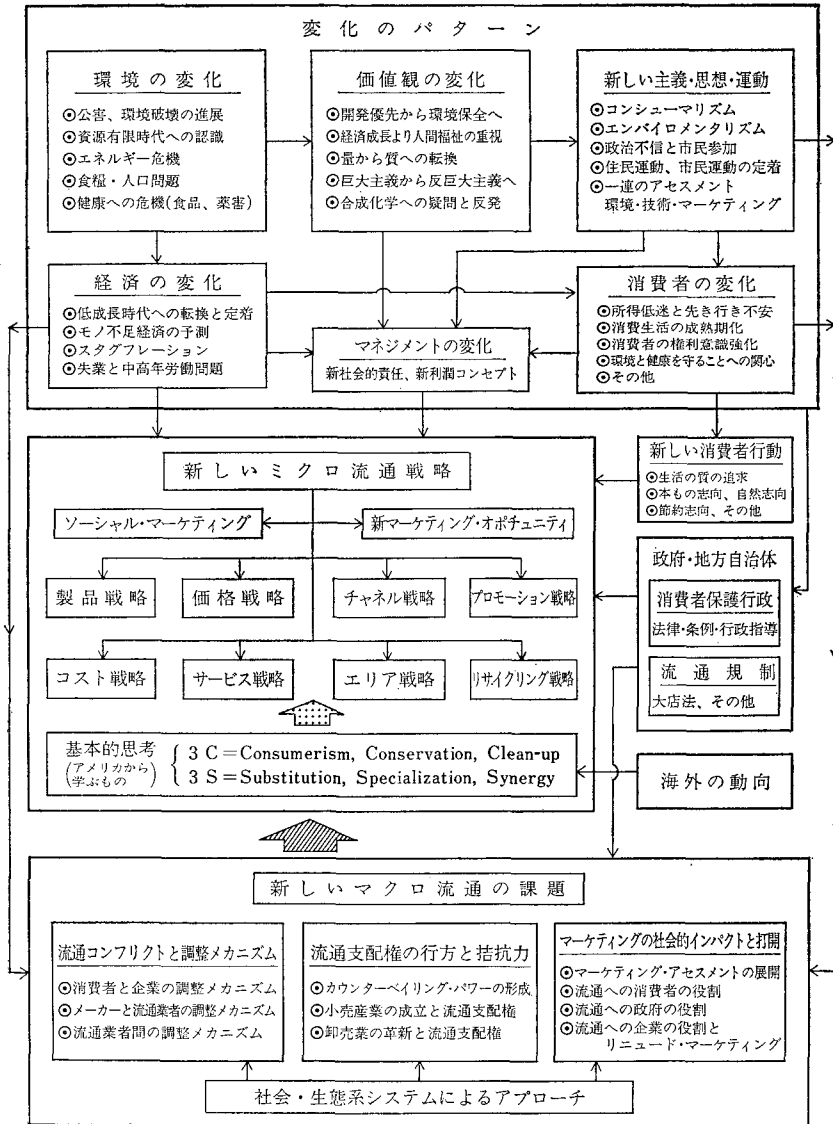 変化のパターン
環境の変化
◉公害、環境破壊の進展
◉資源有限時代への認識
◉エネルギー危機
◉食糧・人口問題
◉健康への危機(食品、薬害)
価値観の変化
◉開発優先から環境保全へ
◉経済成長より人間福祉の重視
◉量から質への転換
◉巨大主義から反巨大主義へ
◉合成化学への疑問と反発
新しい主義・思想・運動
◉コンシューマリズム
◉エンバイロメンタリズム
◉政治不信と市民参加
◉住民運動、市民運動の定着
◉一連のアセスメント
環境・技術・マーケティング
経済の変化
◉低成長時代への転換と定着
◉モノ不足経済の予測
◉スタグフレーション
◉失業と中高年労働問題
マネジメントの変化
新社会的責任、新利潤コンセプト
消費者の変化
◉所得低迷と先き行き不安
◉消費生活の成熟期化
◉消費者の権利意識強化
◉環境と健康を守ることへの関心
◉その他
新しいミクロ流通戦略
ソーシャル・マーケティング
新マーケティング・オポチュニティ
製品戦略
価格戦略
チャネル戦略
プロモーション戦略
コスト戦略
サービス戦略
エリア戦略
リサイクリング戦略
基本的思考
(アメリカから
学ぶもの)
3C=Consumerism, Conservation, Clean-up
3S=Substitution, Specialization, Synergy
新しい消費者行動
◉生活の質の追求
◉本もの志向、自然志向
◉節約志向、その他
政府・地方自治体
消費者保護行政
法律・条例・行政指導
流通規制
大店法、その他
海外の動向
新しいマクロ流通の課題
流通コンフリクトと調整メカニズム
◉消費者と企業の調整メカニズム
◉メーカーと流通業者の調整メカニズム
◉流通業者間の調整メカニズム
流通支配権の行方と拮抗力
◉カウンターベイリング・パワーの形成
◉小売産業の成立と流通支配権
◉卸売業の革新と流通支配権
マーケティングの社会的インパクトと打開
◉マーケティング・アセスメントの展開
◉流通への消費者の役割
◉流通への政府の役割
◉流通への企業の役割と
リニュード・マーケティング
社会・生態系システムによるアプローチ